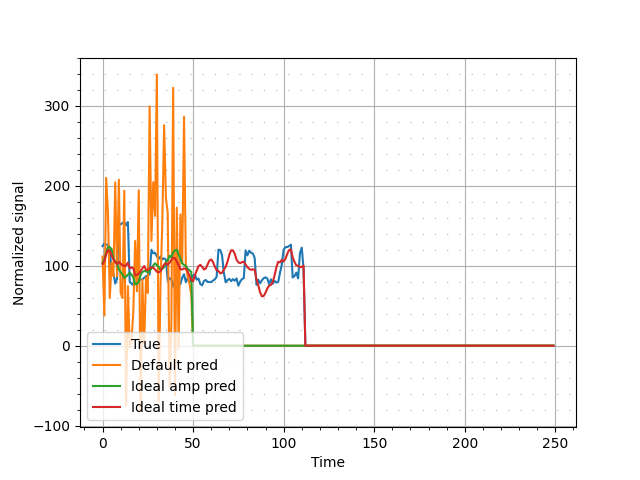 300
200
100
0
−100
Normalized signal
True
Default pred
Ideal amp pred
Ideal time pred
0 50 100 150 200 250
Time